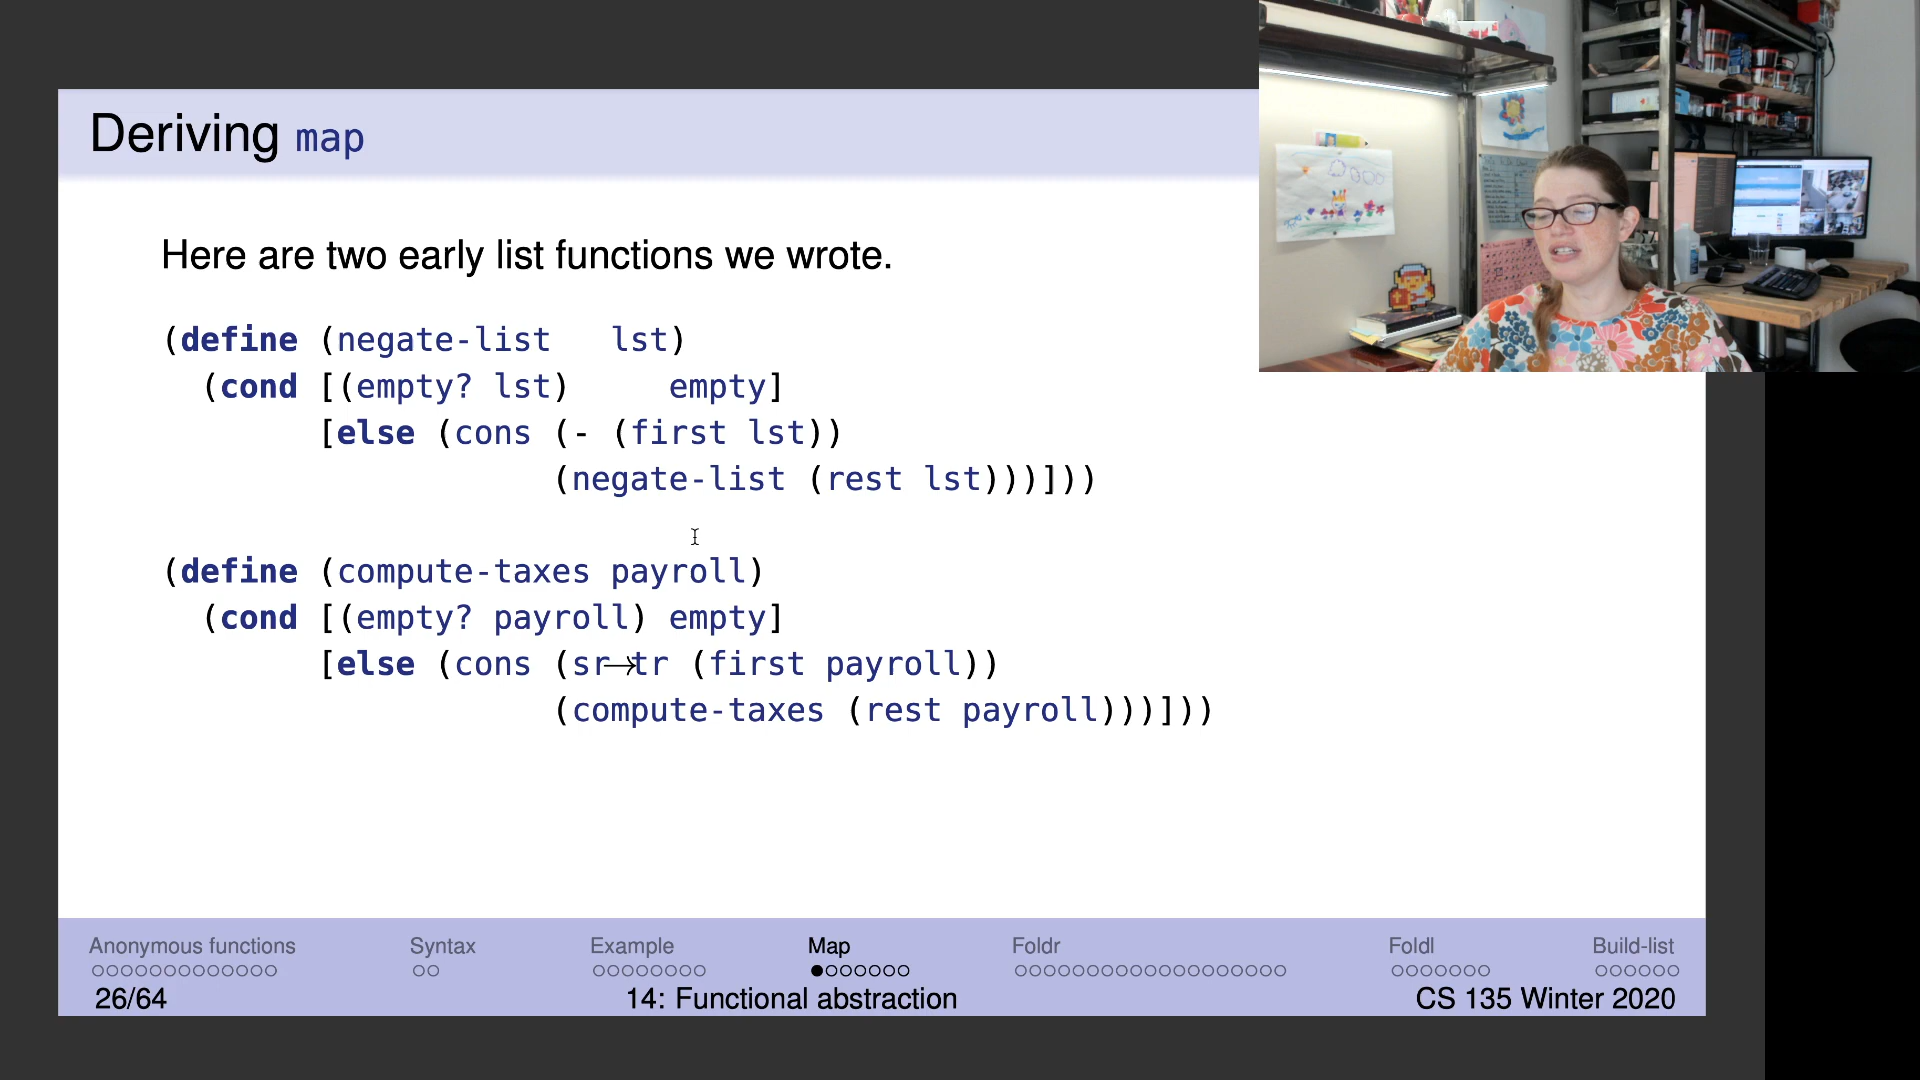 Deriving map
Here are two early list functions we wrote.
(define (negate-list lst)
(cond [(empty? lst) empty]
[else (cons (- (first lst))
(negate-list (rest lst)))]))
(define (compute-taxes payroll)
(cond [(empty? payroll) empty]
[else (cons (sr→tr (first payroll))
(compute-taxes (rest payroll)))]))
Anonymous functions Syntax Example Map Foldr Foldl Build-list
26/64 14: Functional abstraction CS 135 Winter 2020